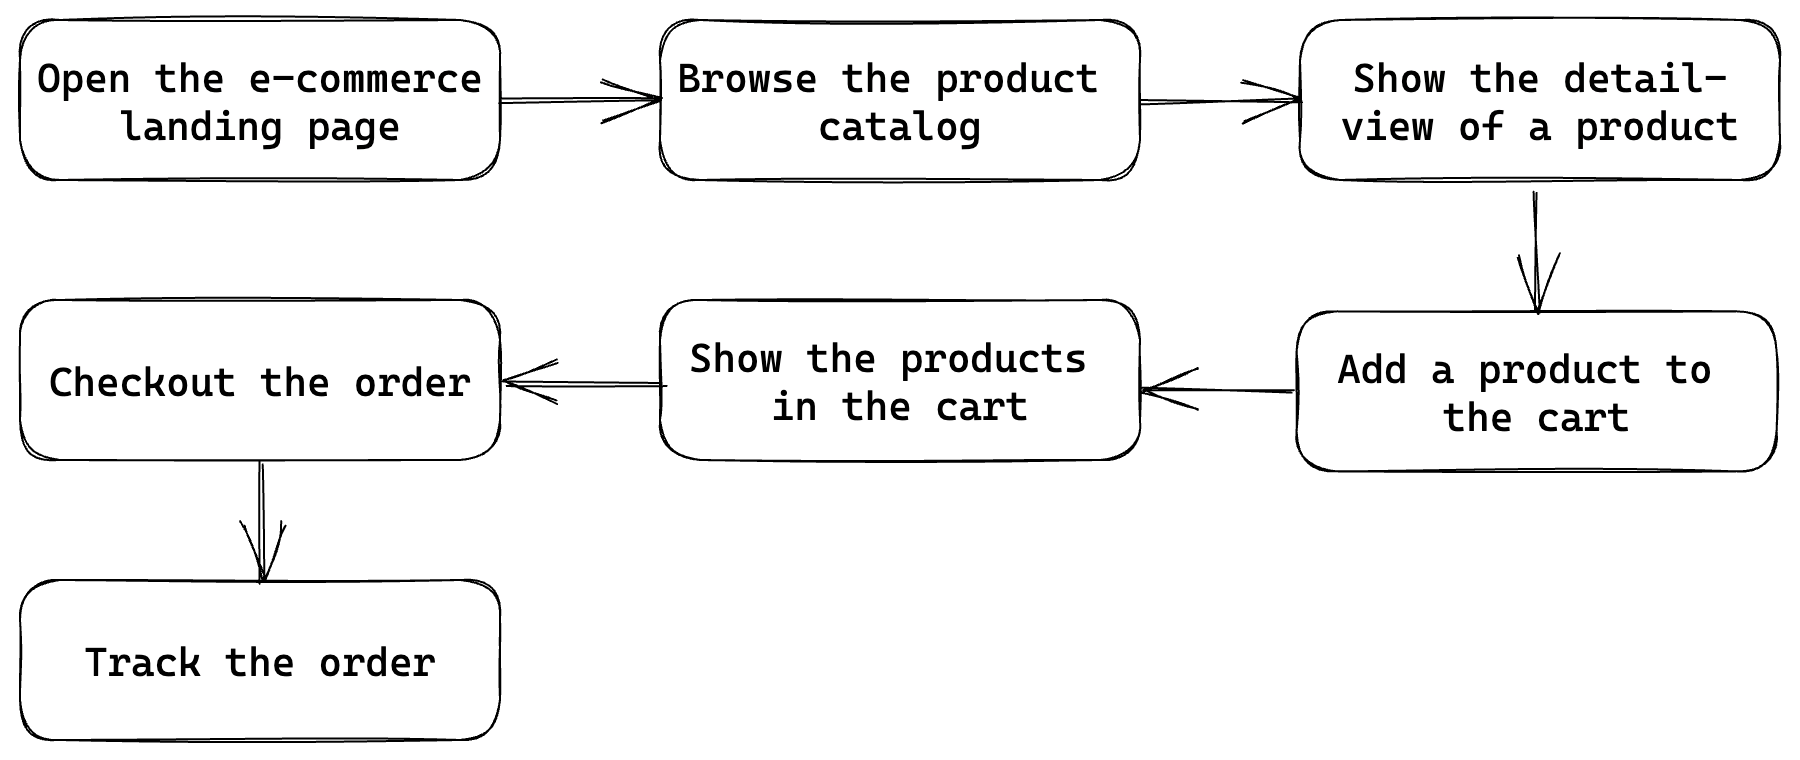 Open the e-commerce
landing page
Browse the product
catalog
Show the detail-
view of a product
Add a product to
the cart
Show the products
in the cart
Checkout the order
Track the order